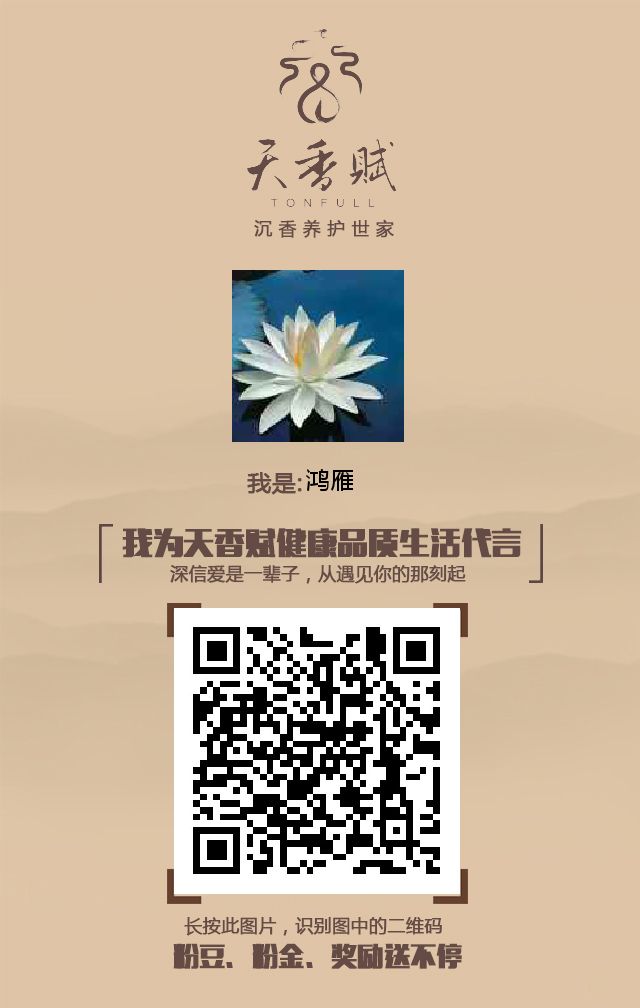 天香赋
TONFULL
沉香养护世家
我是:鸿雁
我为天香赋健康品质生活代言
深信爱是一辈子，从遇见你的那刻起
长按此图片，识别图中的二维码
粉豆、粉金、奖励送不停